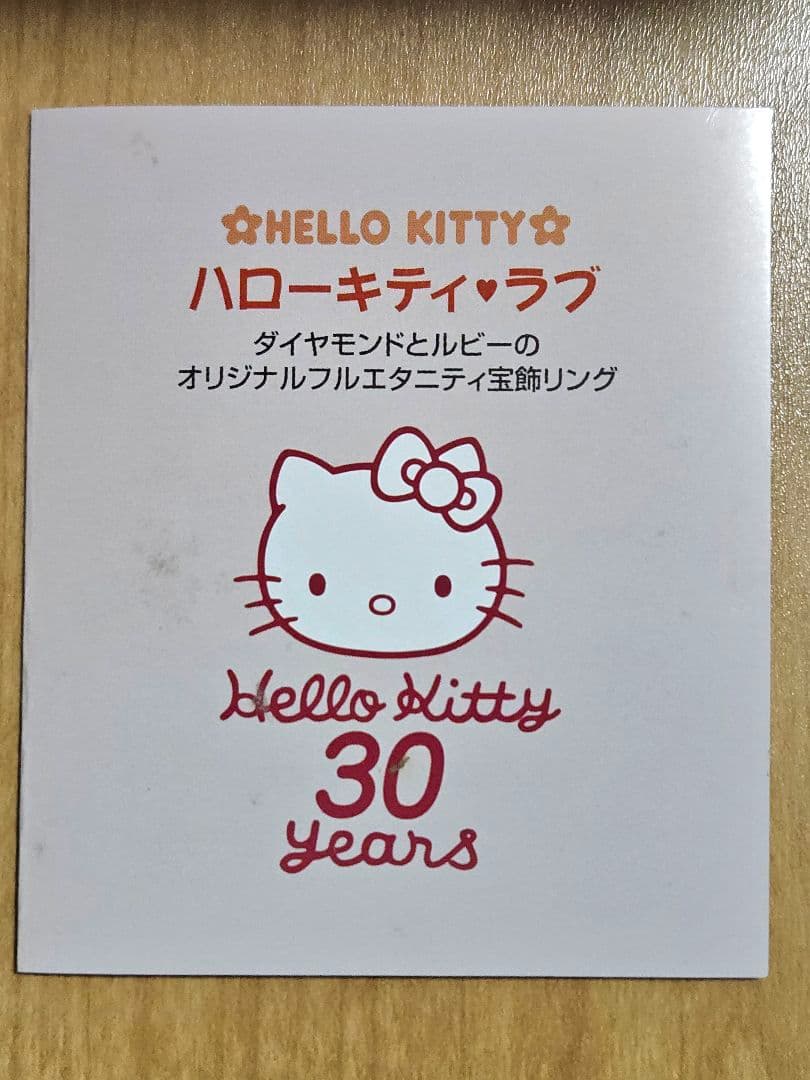 ✿HELLO KITTY✿
ハローキティ♥ラブ
ダイヤモンドとルビーの
オリジナルフルエタニティ宝飾リング
Hello Kitty
30
years